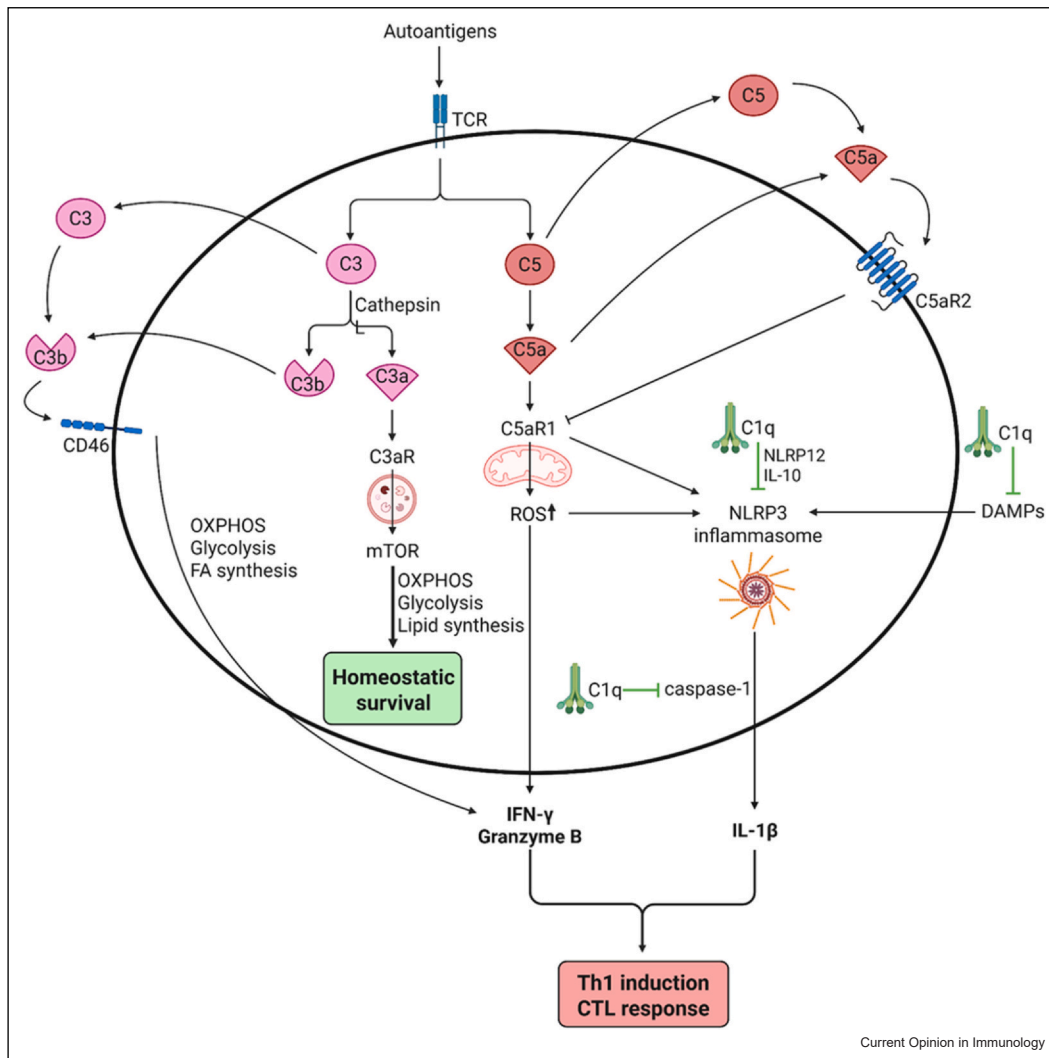 Autoantigens
TCR
C5
C5a
C3
C3
C5
C5aR2
Cathepsin
L
C3b
C3b
C3a
C5a
CD46
C3aR
C5aR1
C1q
NLRP12
IL-10
C1q
OXPHOS
Glycolysis
FA synthesis
mTOR
ROS
NLRP3
inflammasome
DAMPs
OXPHOS
Glycolysis
Lipid synthesis
Homeostatic
survival
C1q
caspase-1
IFN-γ
Granzyme B
IL-1β
Th1 induction
CTL response
Current Opinion in Immunology